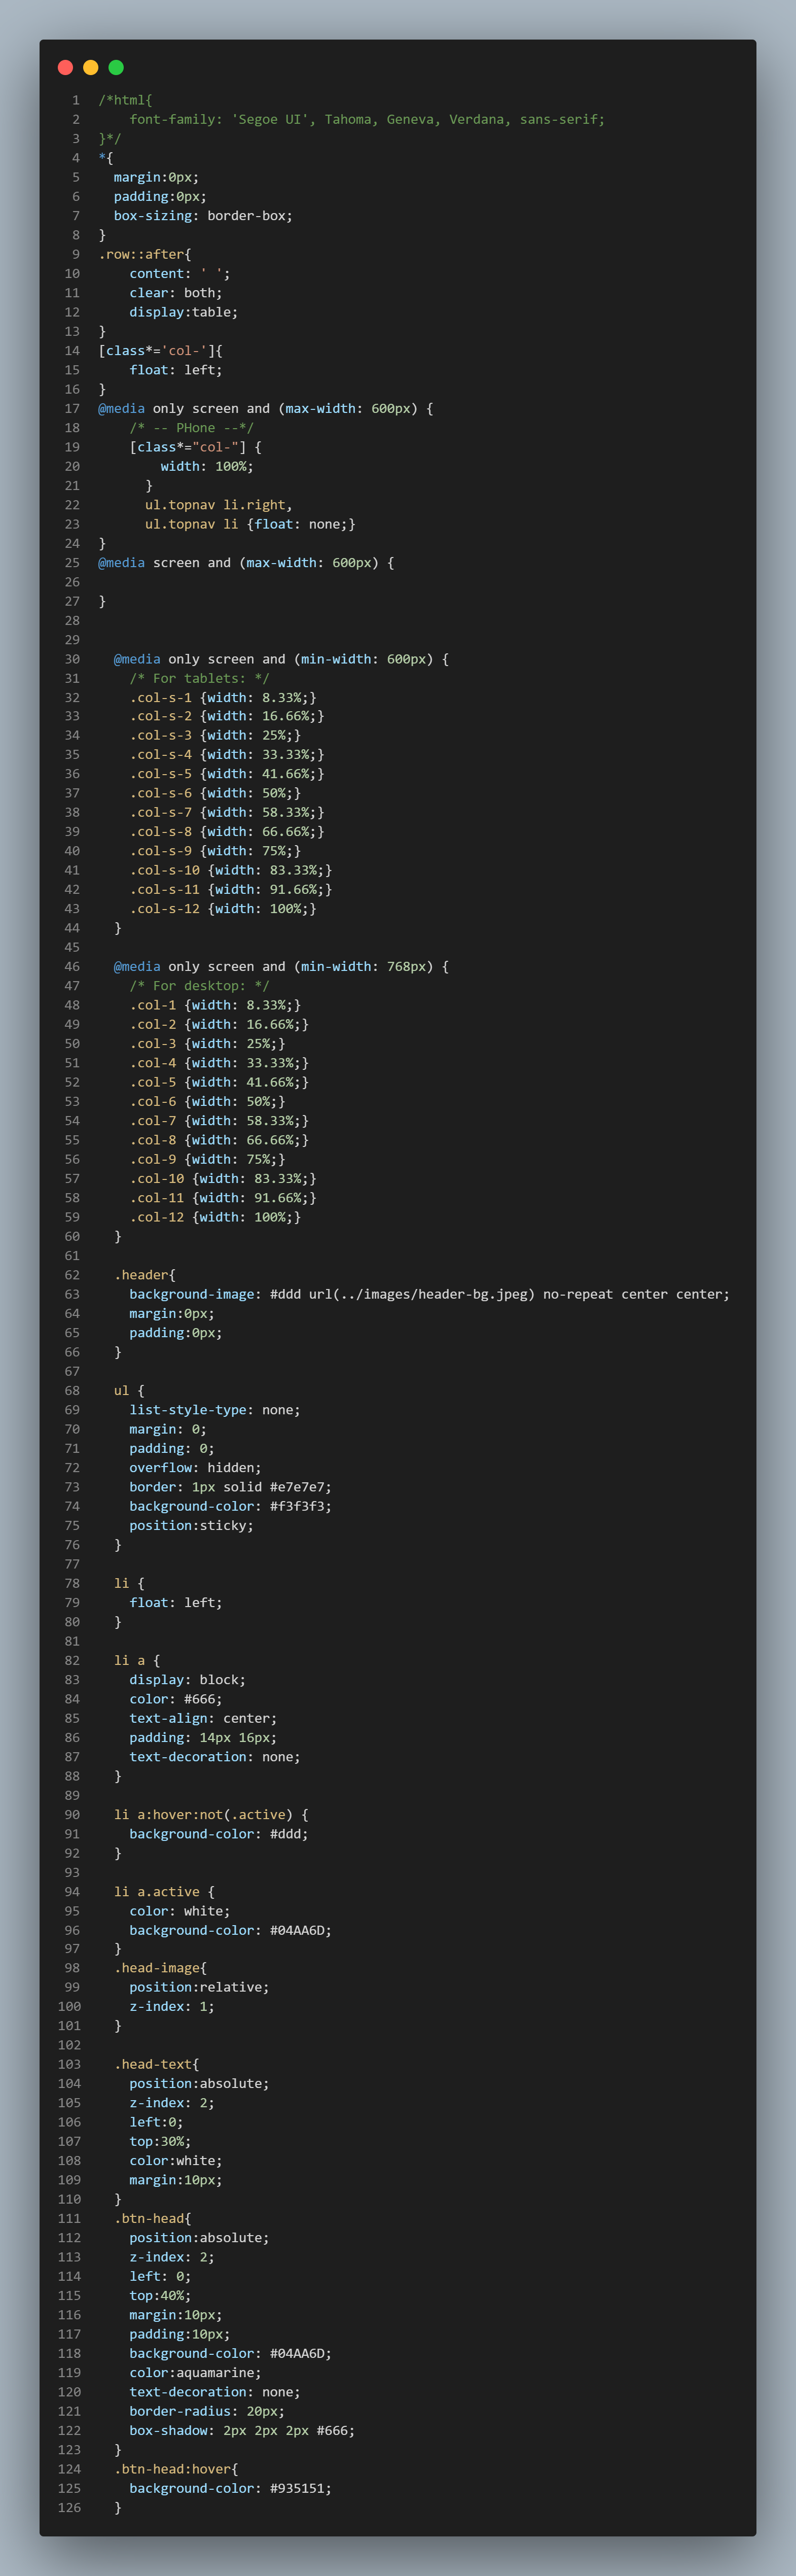 1 /*html{
2     font-family: 'Segoe UI', Tahoma, Geneva, Verdana, sans-serif;
3 }*/
4 *{
5   margin:0px;
6   padding:0px;
7   box-sizing: border-box;
8 }
9 .row::after{
10     content: ' ';
11     clear: both;
12     display:table;
13 }
14 [class*='col-']{
15     float: left;
16 }
17 @media only screen and (max-width: 600px) {
18     /* -- PHone --*/
19     [class*="col-"] {
20         width: 100%;
21       }
22       ul.topnav li.right,
23       ul.topnav li {float: none;}
24 }
25 @media screen and (max-width: 600px) {
26
27 }
28
29
30   @media only screen and (min-width: 600px) {
31     /* For tablets: */
32     .col-s-1 {width: 8.33%;}
33     .col-s-2 {width: 16.66%;}
34     .col-s-3 {width: 25%;}
35     .col-s-4 {width: 33.33%;}
36     .col-s-5 {width: 41.66%;}
37     .col-s-6 {width: 50%;}
38     .col-s-7 {width: 58.33%;}
39     .col-s-8 {width: 66.66%;}
40     .col-s-9 {width: 75%;}
41     .col-s-10 {width: 83.33%;}
42     .col-s-11 {width: 91.66%;}
43     .col-s-12 {width: 100%;}
44   }
45
46   @media only screen and (min-width: 768px) {
47     /* For desktop: */
48     .col-1 {width: 8.33%;}
49     .col-2 {width: 16.66%;}
50     .col-3 {width: 25%;}
51     .col-4 {width: 33.33%;}
52     .col-5 {width: 41.66%;}
53     .col-6 {width: 50%;}
54     .col-7 {width: 58.33%;}
55     .col-8 {width: 66.66%;}
56     .col-9 {width: 75%;}
57     .col-10 {width: 83.33%;}
58     .col-11 {width: 91.66%;}
59     .col-12 {width: 100%;}
60   }
61
62   .header{
63     background-image: #ddd url(../images/header-bg.jpeg) no-repeat center center;
64     margin:0px;
65     padding:0px;
66   }
67
68   ul {
69     list-style-type: none;
70     margin: 0;
71     padding: 0;
72     overflow: hidden;
73     border: 1px solid #e7e7e7;
74     background-color: #f3f3f3;
75     position:sticky;
76   }
77
78   li {
79     float: left;
80   }
81
82   li a {
83     display: block;
84     color: #666;
85     text-align: center;
86     padding: 14px 16px;
87     text-decoration: none;
88   }
89
90   li a:hover:not(.active) {
91     background-color: #ddd;
92   }
93
94   li a.active {
95     color: white;
96     background-color: #04AA6D;
97   }
98   .head-image{
99     position:relative;
100     z-index: 1;
101   }
102
103   .head-text{
104     position:absolute;
105     z-index: 2;
106     left:0;
107     top:30%;
108     color:white;
109     margin:10px;
110   }
111   .btn-head{
112     position:absolute;
113     z-index: 2;
114     left: 0;
115     top:40%;
116     margin:10px;
117     padding:10px;
118     background-color: #04AA6D;
119     color:aquamarine;
120     text-decoration: none;
121     border-radius: 20px;
122     box-shadow: 2px 2px 2px #666;
123   }
124   .btn-head:hover{
125     background-color: #935151;
126   }